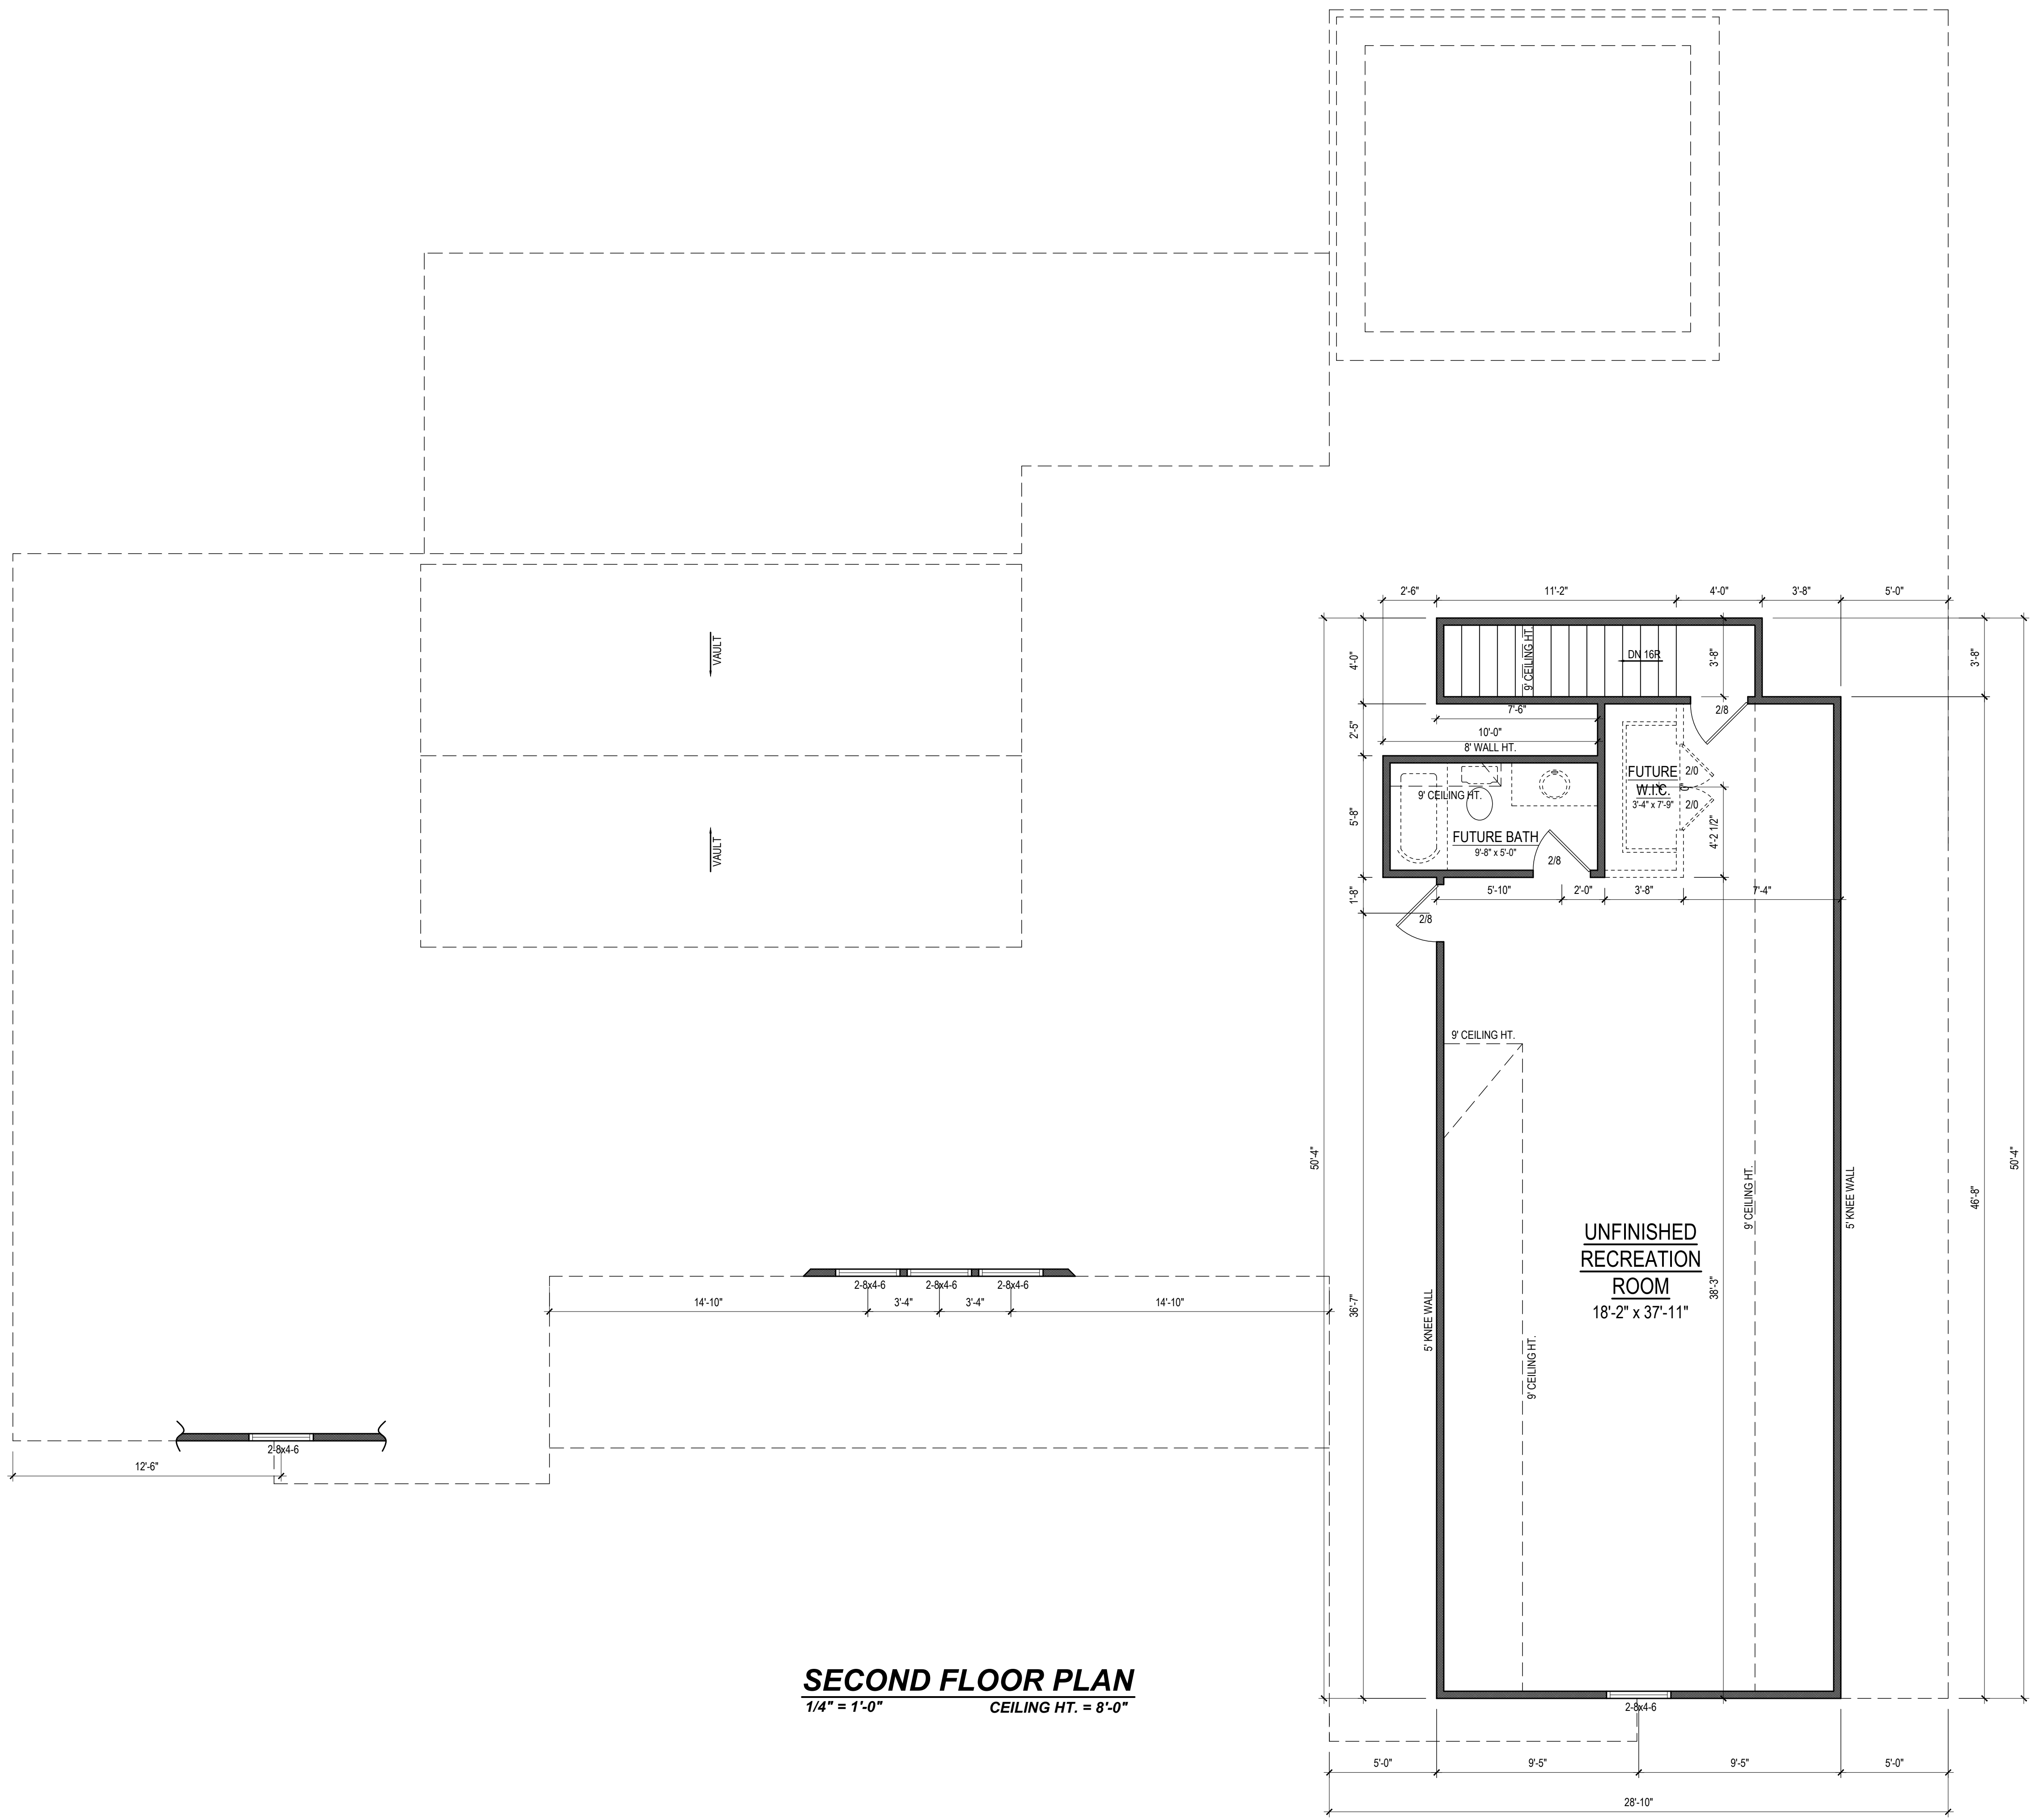 2'-6"
11'-2"
4'-0"
3'-8"
5'-0"
VAULT
VAULT
4'-0"
2'-5"
5'-8"
1'-8"
50'-4"
36'-7"
9' CEILING HT.
DN 16R
3'-8"
3'-8"
7'-6"
2/8
10'-0"
8' WALL HT.
FUTURE
W.I.C.
3'-4" x 7'-9"
2/0
2/0
4'-2 1/2"
9' CEILING HT.
FUTURE BATH
9'-8" x 5'-0"
2/8
2/8
5'-10"
2'-0"
3'-8"
7'-4"
9' CEILING HT.
9' CEILING HT.
9' CEILING HT.
5' KNEE WALL
5' KNEE WALL
UNFINISHED
RECREATION
ROOM
18'-2" x 37'-11"
38'-3"
46'-8"
50'-4"
2-8x4-6
2-8x4-6
2-8x4-6
14'-10"
3'-4"
3'-4"
14'-10"
2-8x4-6
12'-6"
SECOND FLOOR PLAN
1/4" = 1'-0"
CEILING HT. = 8'-0"
2-8x4-6
5'-0"
9'-5"
9'-5"
5'-0"
28'-10"